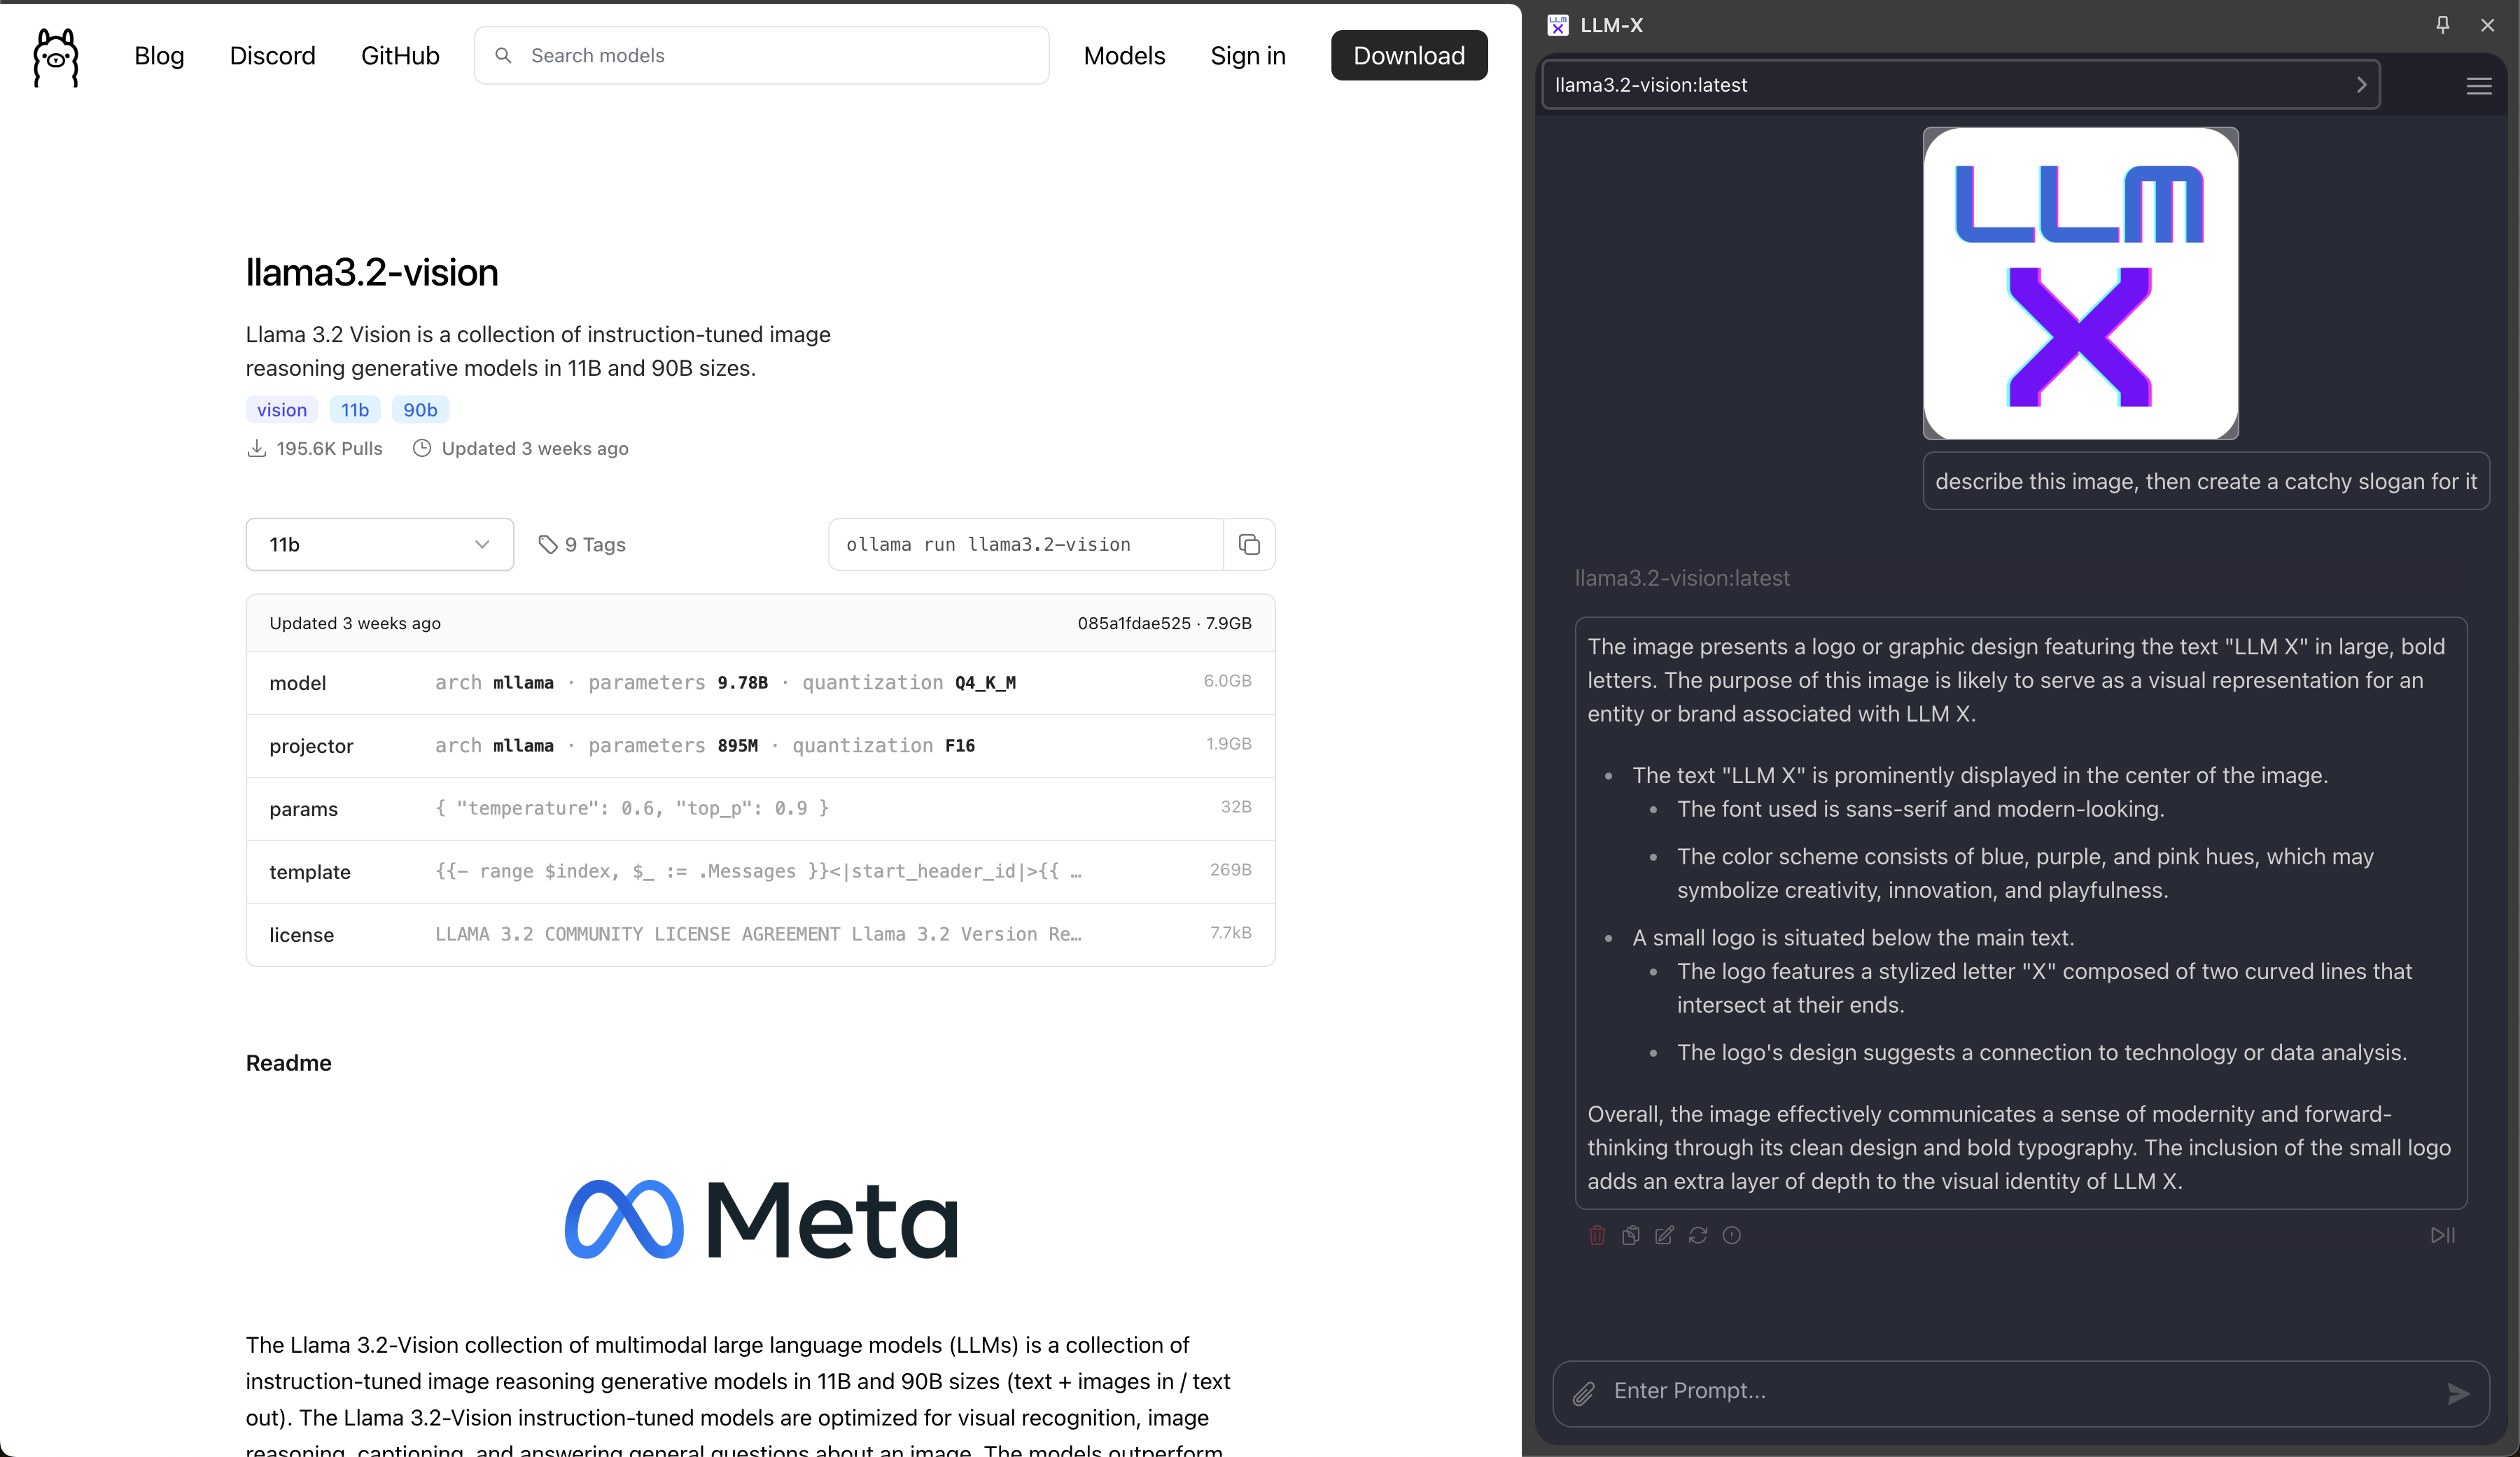 Blog Discord GitHub Search models Models Sign in Download
llama3.2-vision
Llama 3.2 Vision is a collection of instruction-tuned image
reasoning generative models in 11B and 90B sizes.
vision 11b 90b
195.6K Pulls Updated 3 weeks ago
11b 9 Tags ollama run llama3.2-vision
Updated 3 weeks ago 085a1fdae525 · 7.9GB
model arch mllama · parameters 9.78B · quantization Q4_K_M 6.0GB
projector arch mllama · parameters 895M · quantization F16 1.9GB
params { "temperature": 0.6, "top_p": 0.9 } 32B
template {{- range $index, $_ := .Messages }}<|start_header_id|>{{ … 269B
license LLAMA 3.2 COMMUNITY LICENSE AGREEMENT Llama 3.2 Version Re… 7.7kB
Readme
Meta
The Llama 3.2-Vision collection of multimodal large language models (LLMs) is a collection of
instruction-tuned image reasoning generative models in 11B and 90B sizes (text + images in / text
out). The Llama 3.2-Vision instruction-tuned models are optimized for visual recognition, image
reasoning, captioning, and answering general questions about an image. The models outperform
LLM X LLM-X
llama3.2-vision:latest
LLM
X
describe this image, then create a catchy slogan for it
llama3.2-vision:latest
The image presents a logo or graphic design featuring the text "LLM X" in large, bold
letters. The purpose of this image is likely to serve as a visual representation for an
entity or brand associated with LLM X.
• The text "LLM X" is prominently displayed in the center of the image.
• The font used is sans-serif and modern-looking.
• The color scheme consists of blue, purple, and pink hues, which may
symbolize creativity, innovation, and playfulness.
• A small logo is situated below the main text.
• The logo features a stylized letter "X" composed of two curved lines that
intersect at their ends.
• The logo's design suggests a connection to technology or data analysis.
Overall, the image effectively communicates a sense of modernity and forward-
thinking through its clean design and bold typography. The inclusion of the small logo
adds an extra layer of depth to the visual identity of LLM X.
Enter Prompt...